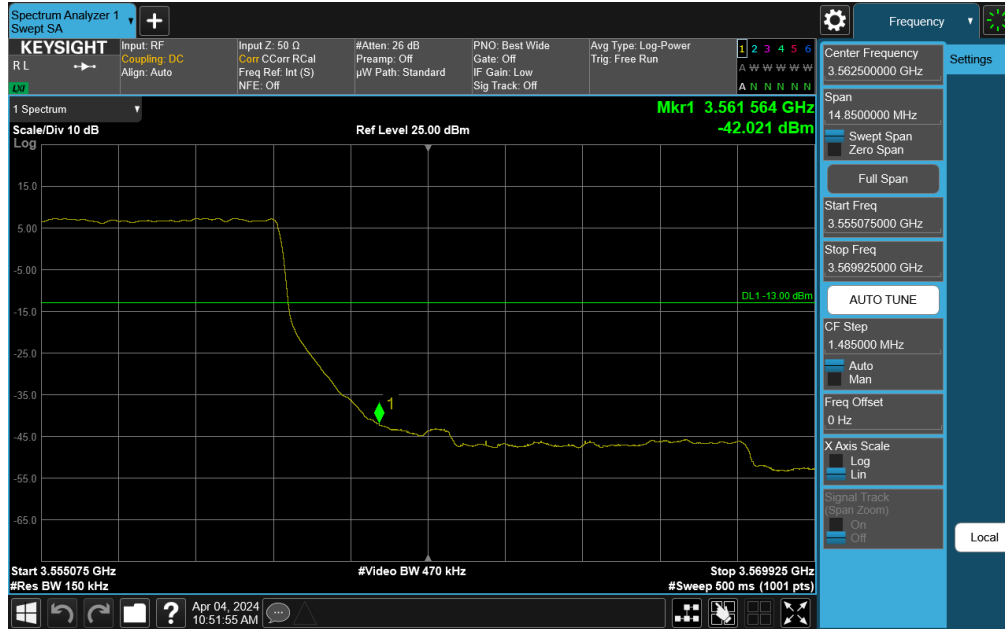 Spectrum Analyzer 1
Swept SA
Frequency
KEYSIGHT
R L
LXI
Input: RF
Coupling: DC
Align: Auto
Input Z: 50 Ω
Corr CCorr RCal
Freq Ref: Int (S)
NFE: Off
#Atten: 26 dB
Preamp: Off
µW Path: Standard
PNO: Best Wide
Gate: Off
IF Gain: Low
Sig Track: Off
Avg Type: Log-Power
Trig: Free Run
1 2 3 4 5 6
A W W W W W
A N N N N N
1 Spectrum
Scale/Div 10 dB
Log
Ref Level 25.00 dBm
Mkr1 3.561 564 GHz
-42.021 dBm
15.0
5.00
-5.00
-15.0
-25.0
-35.0
-45.0
-55.0
-65.0
DL1 -13.00 dBm
1
Start 3.555075 GHz
#Video BW 470 kHz
Stop 3.569925 GHz
#Res BW 150 kHz
#Sweep 500 ms (1001 pts)
?
Apr 04, 2024
10:51:55 AM
Center Frequency
3.562500000 GHz
Span
14.8500000 MHz
Swept Span
Zero Span
Full Span
Start Freq
3.555075000 GHz
Stop Freq
3.569925000 GHz
AUTO TUNE
CF Step
1.485000 MHz
Auto
Man
Freq Offset
0 Hz
X Axis Scale
Log
Lin
Signal Track
(Span Zoom)
On
Off
Settings
Local